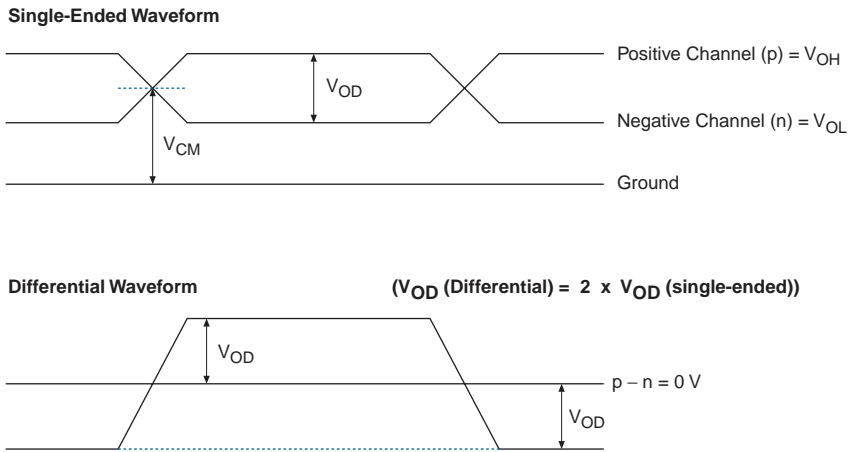 Single-Ended Waveform
Positive Channel (p) = VOH
VOD
Negative Channel (n) = VOL
VCM
Ground
Differential Waveform (VOD (Differential) = 2 x VOD (single-ended))
VOD
p − n = 0 V
VOD